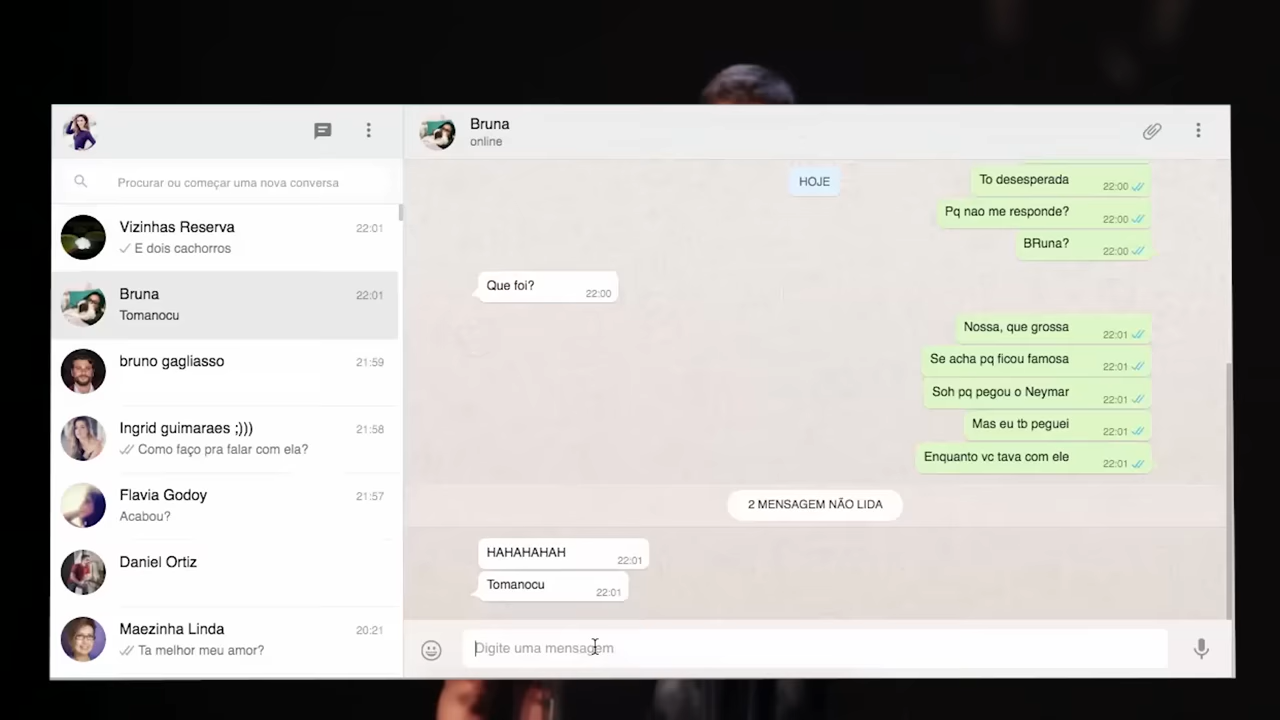 Procurar ou começar uma nova conversa
Vizinhas Reserva 22:01
E dois cachorros
Bruna 22:01
Tomanocu
bruno gagliasso 21:59
Ingrid guimaraes ;))) 21:58
Como faço pra falar com ela?
Flavia Godoy 21:57
Acabou?
Daniel Ortiz
Maezinha Linda 20:21
Ta melhor meu amor?
Bruna
online
HOJE
To desesperada 22:00
Pq nao me responde? 22:00
BRuna? 22:00
Que foi? 22:00
Nossa, que grossa 22:01
Se acha pq ficou famosa 22:01
Soh pq pegou o Neymar 22:01
Mas eu tb peguei 22:01
Enquanto vc tava com ele 22:01
2 MENSAGEM NÃO LIDA
HAHAHAHAH 22:01
Tomanocu 22:01
Digite uma mensagem